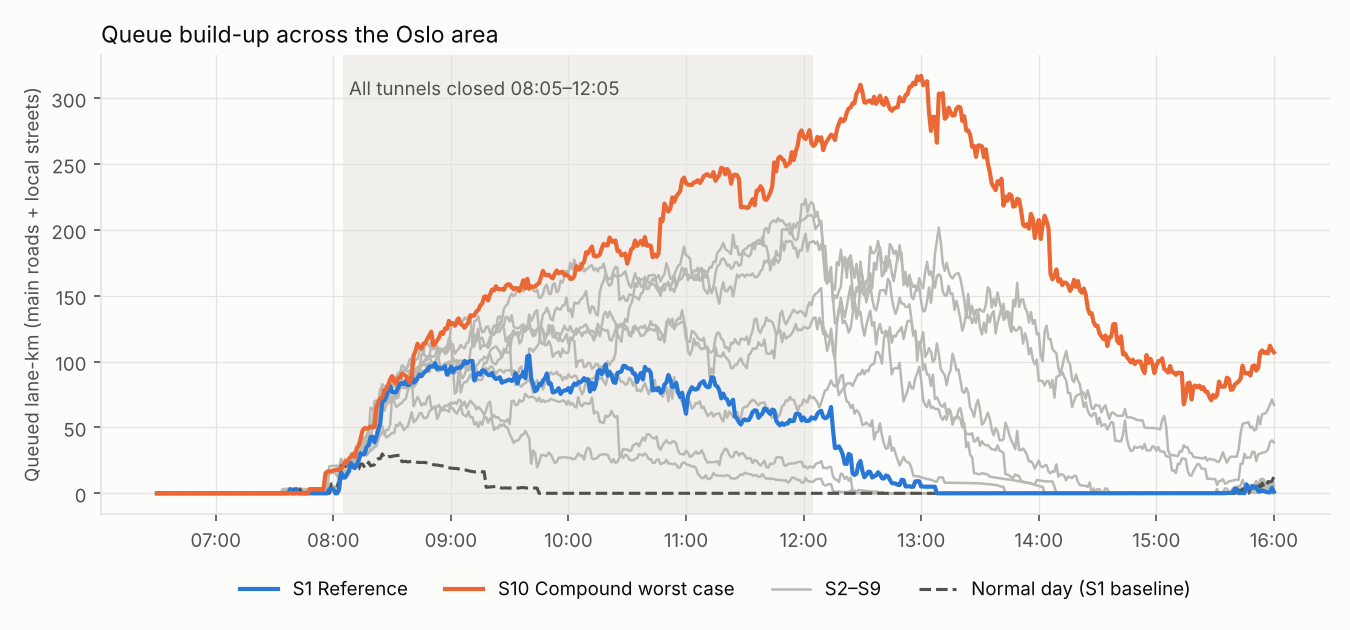 Queue build-up across the Oslo area
Queued lane-km (main roads + local streets)
All tunnels closed 08:05–12:05
300
250
200
150
100
50
0
07:00 08:00 09:00 10:00 11:00 12:00 13:00 14:00 15:00 16:00
S1 Reference S10 Compound worst case S2–S9 Normal day (S1 baseline)